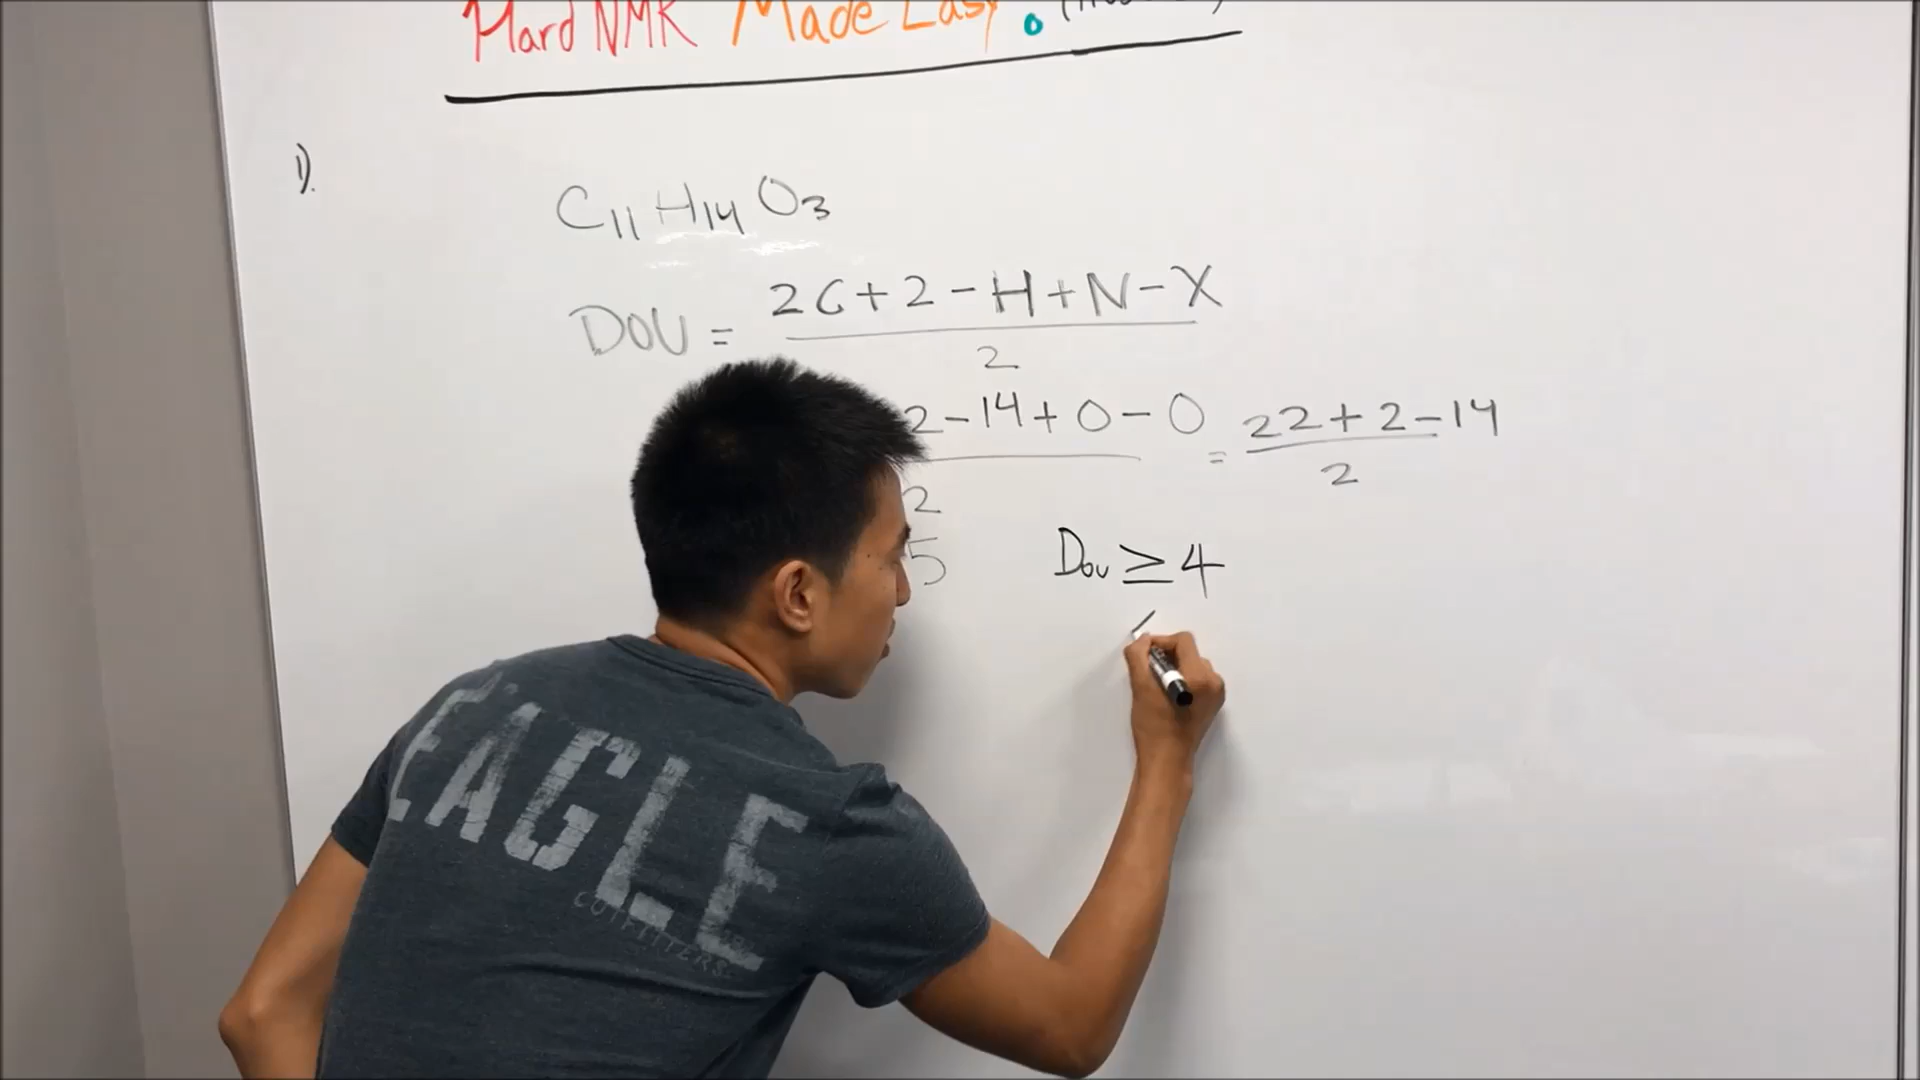 Hard NMR Made Easy
1).
C11H14O3
DOU = 2C+2-H+N-X
2
2-14+0-0 = 22+2-14
2
2
5
DOU ≥ 4
EAGLE
OUTFITTERS